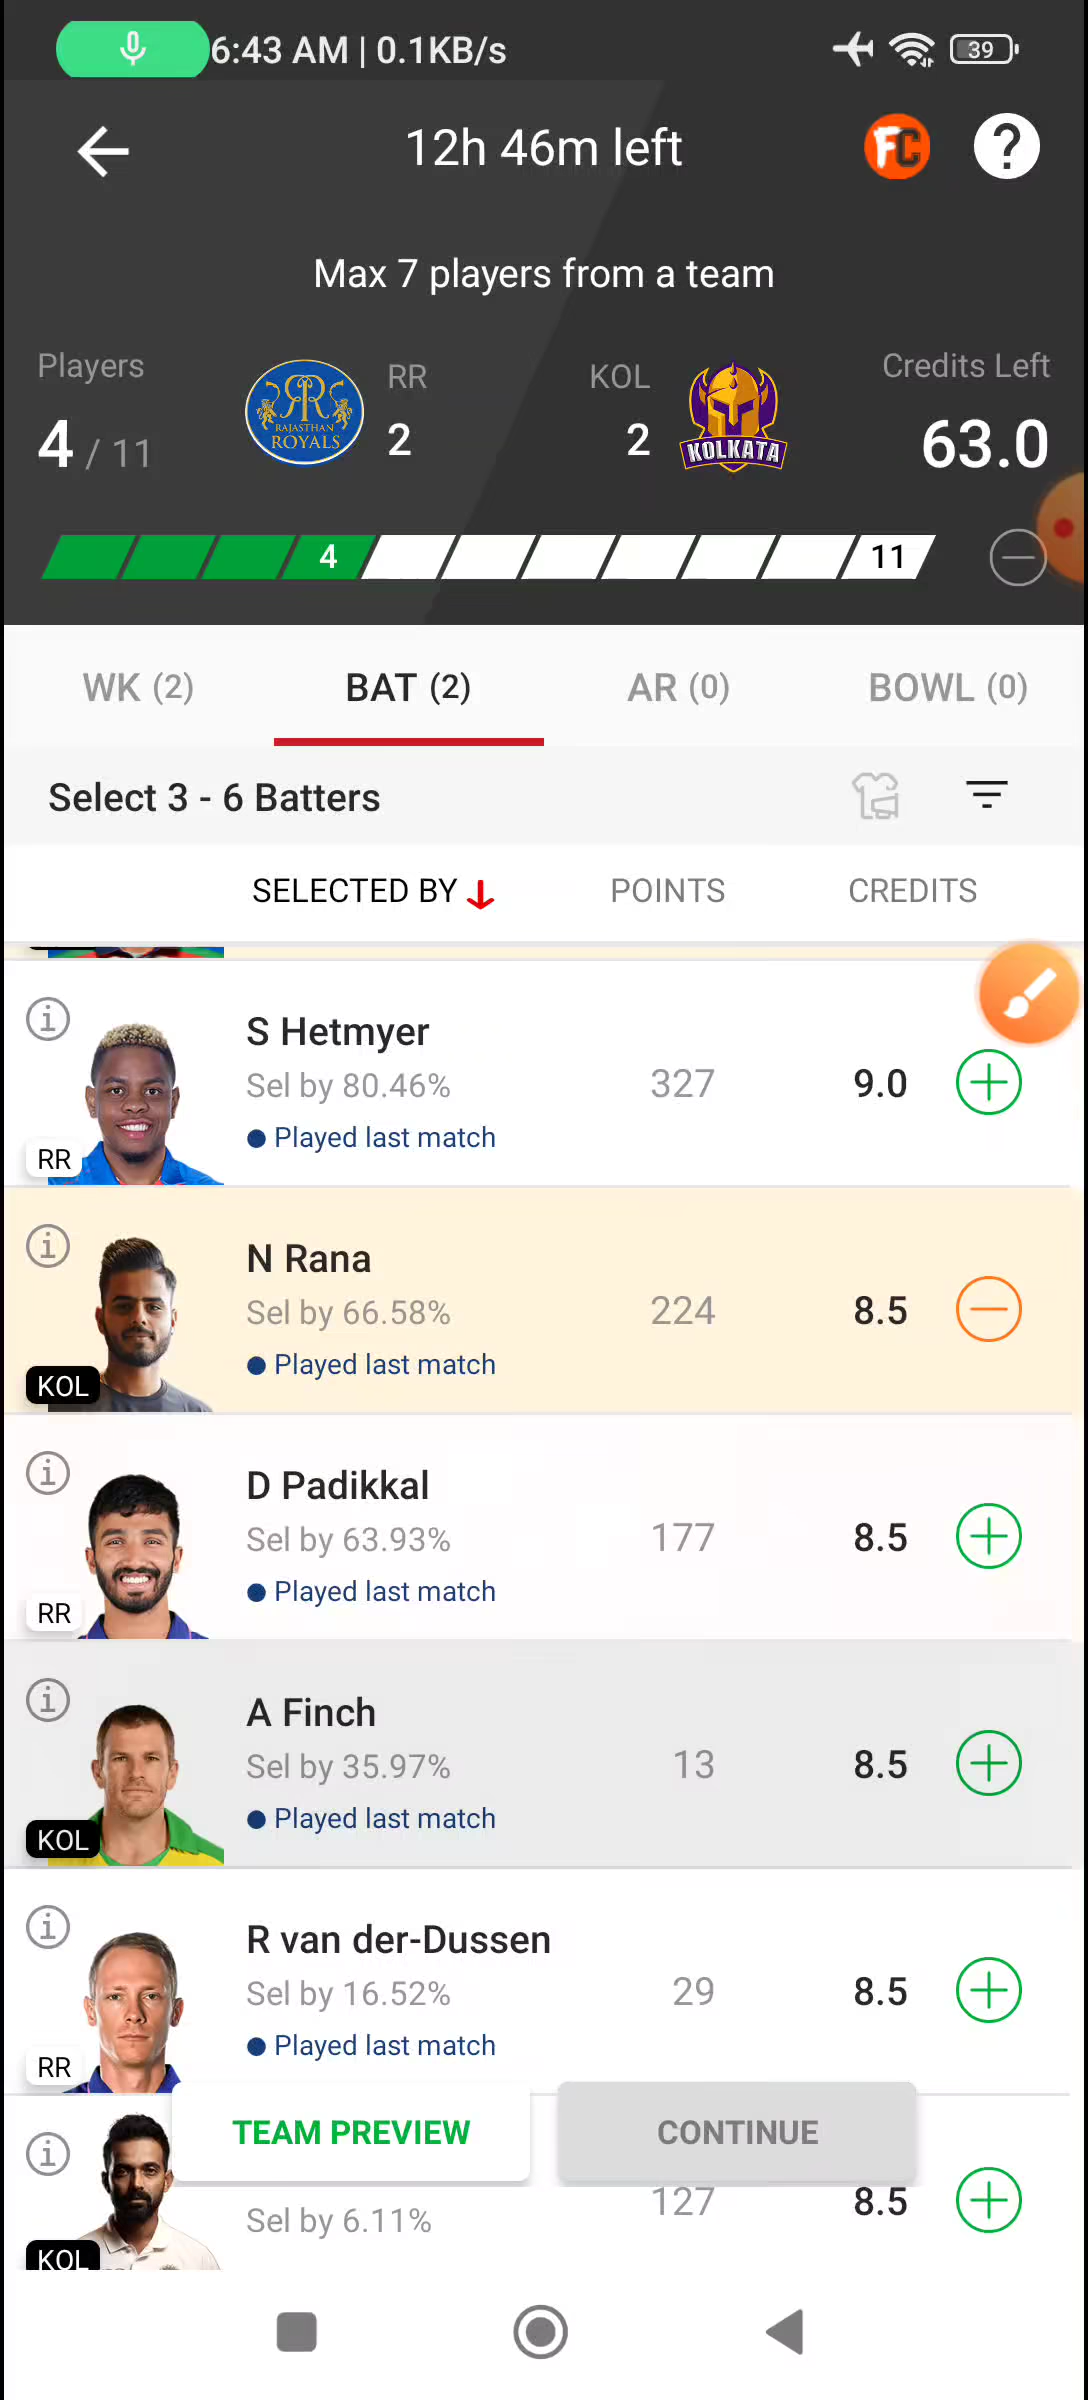 6:43 AM | 0.1KB/s
39
12h 46m left
FC
?
Max 7 players from a team
Players
4 / 11
RAJASTHAN
ROYALS
RR
2
KOL
2
KOLKATA
Credits Left
63.0
4
11
WK (2)
BAT (2)
AR (0)
BOWL (0)
Select 3 - 6 Batters
SELECTED BY
POINTS
CREDITS
S Hetmyer
Sel by 80.46%
Played last match
RR
327
9.0
N Rana
Sel by 66.58%
Played last match
KOL
224
8.5
D Padikkal
Sel by 63.93%
Played last match
RR
177
8.5
A Finch
Sel by 35.97%
Played last match
KOL
13
8.5
R van der-Dussen
Sel by 16.52%
Played last match
RR
29
8.5
TEAM PREVIEW
CONTINUE
Sel by 6.11%
127
8.5
KOL